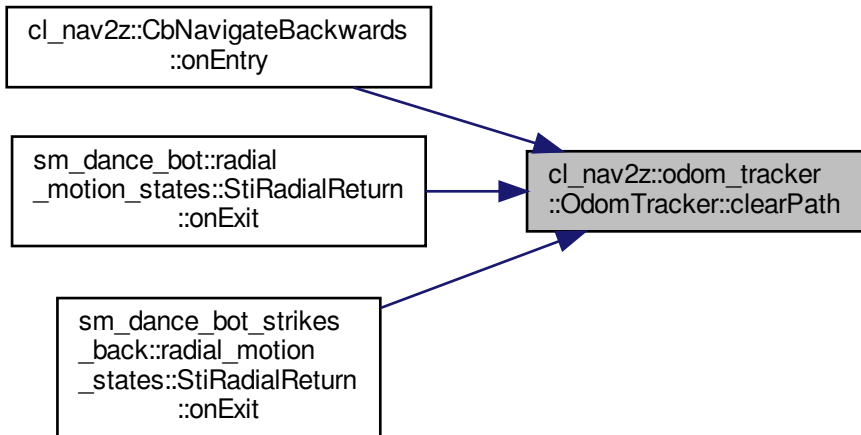 cl_nav2z::CbNavigateBackwards
::onEntry
sm_dance_bot::radial
_motion_states::StiRadialReturn
::onExit
cl_nav2z::odom_tracker
::OdomTracker::clearPath
sm_dance_bot_strikes
_back::radial_motion
_states::StiRadialReturn
::onExit